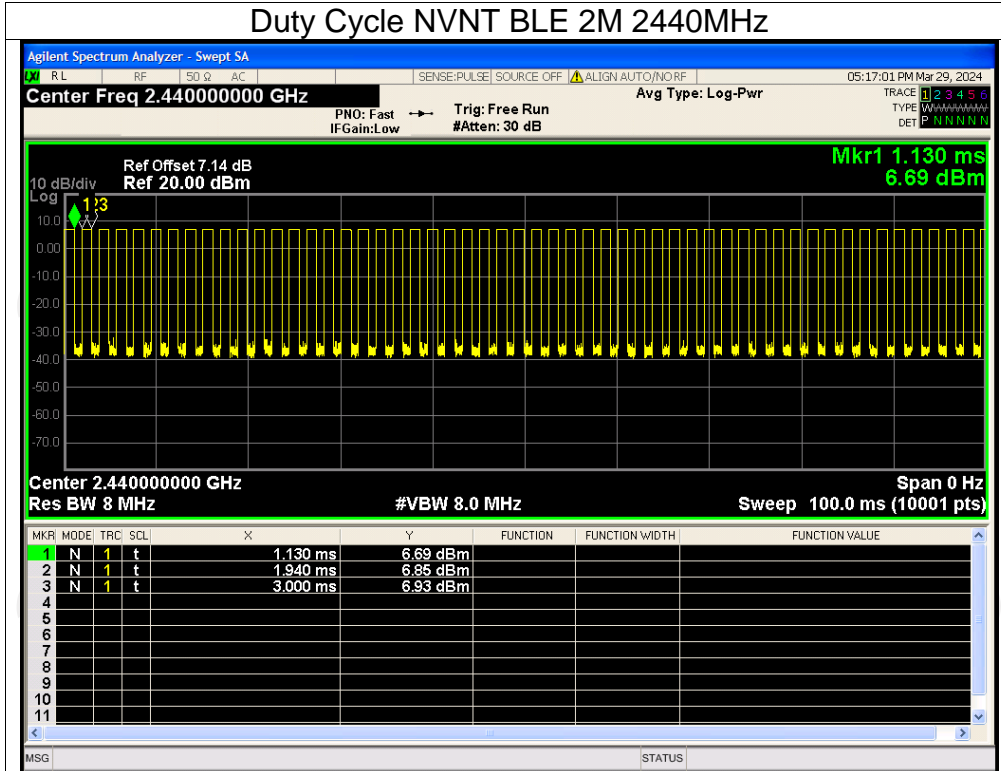 Duty Cycle NVNT BLE 2M 2440MHz
Agilent Spectrum Analyzer - Swept SA
LXI RL RF 50 Ω AC SENSE:PULSE SOURCE OFF ALIGN AUTO/NO RF 05:17:01 PM Mar 29, 2024
Center Freq 2.440000000 GHz Avg Type: Log-Pwr TRACE 1 2 3 4 5 6
PNO: Fast Trig: Free Run TYPE WWWWWWW
IFGain:Low #Atten: 30 dB DET P N N N N N
Mkr1 1.130 ms
Ref Offset 7.14 dB
10 dB/div Ref 20.00 dBm 6.69 dBm
Log
1 2 3
10.0
0.00
-10.0
-20.0
-30.0
-40.0
-50.0
-60.0
-70.0
Center 2.440000000 GHz Span 0 Hz
Res BW 8 MHz #VBW 8.0 MHz Sweep 100.0 ms (10001 pts)
MKR MODE TRC SCL X Y FUNCTION FUNCTION WIDTH FUNCTION VALUE
1 N 1 t 1.130 ms 6.69 dBm
2 N 1 t 1.940 ms 6.85 dBm
3 N 1 t 3.000 ms 6.93 dBm
4
5
6
7
8
9
10
11
MSG STATUS